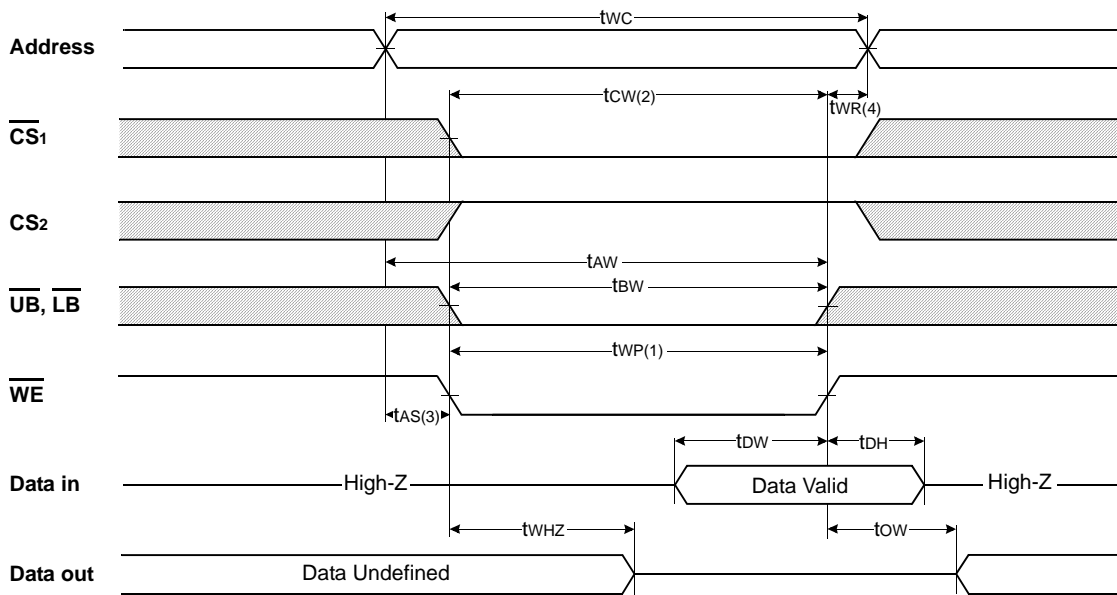 tWC
Address
tCW(2)
tWR(4)
CS1
CS2
tAW
tBW
UB, LB
tWP(1)
WE
tAS(3)
tDW
tDH
Data in
High-Z
Data Valid
High-Z
tWHZ
tOW
Data out
Data Undefined